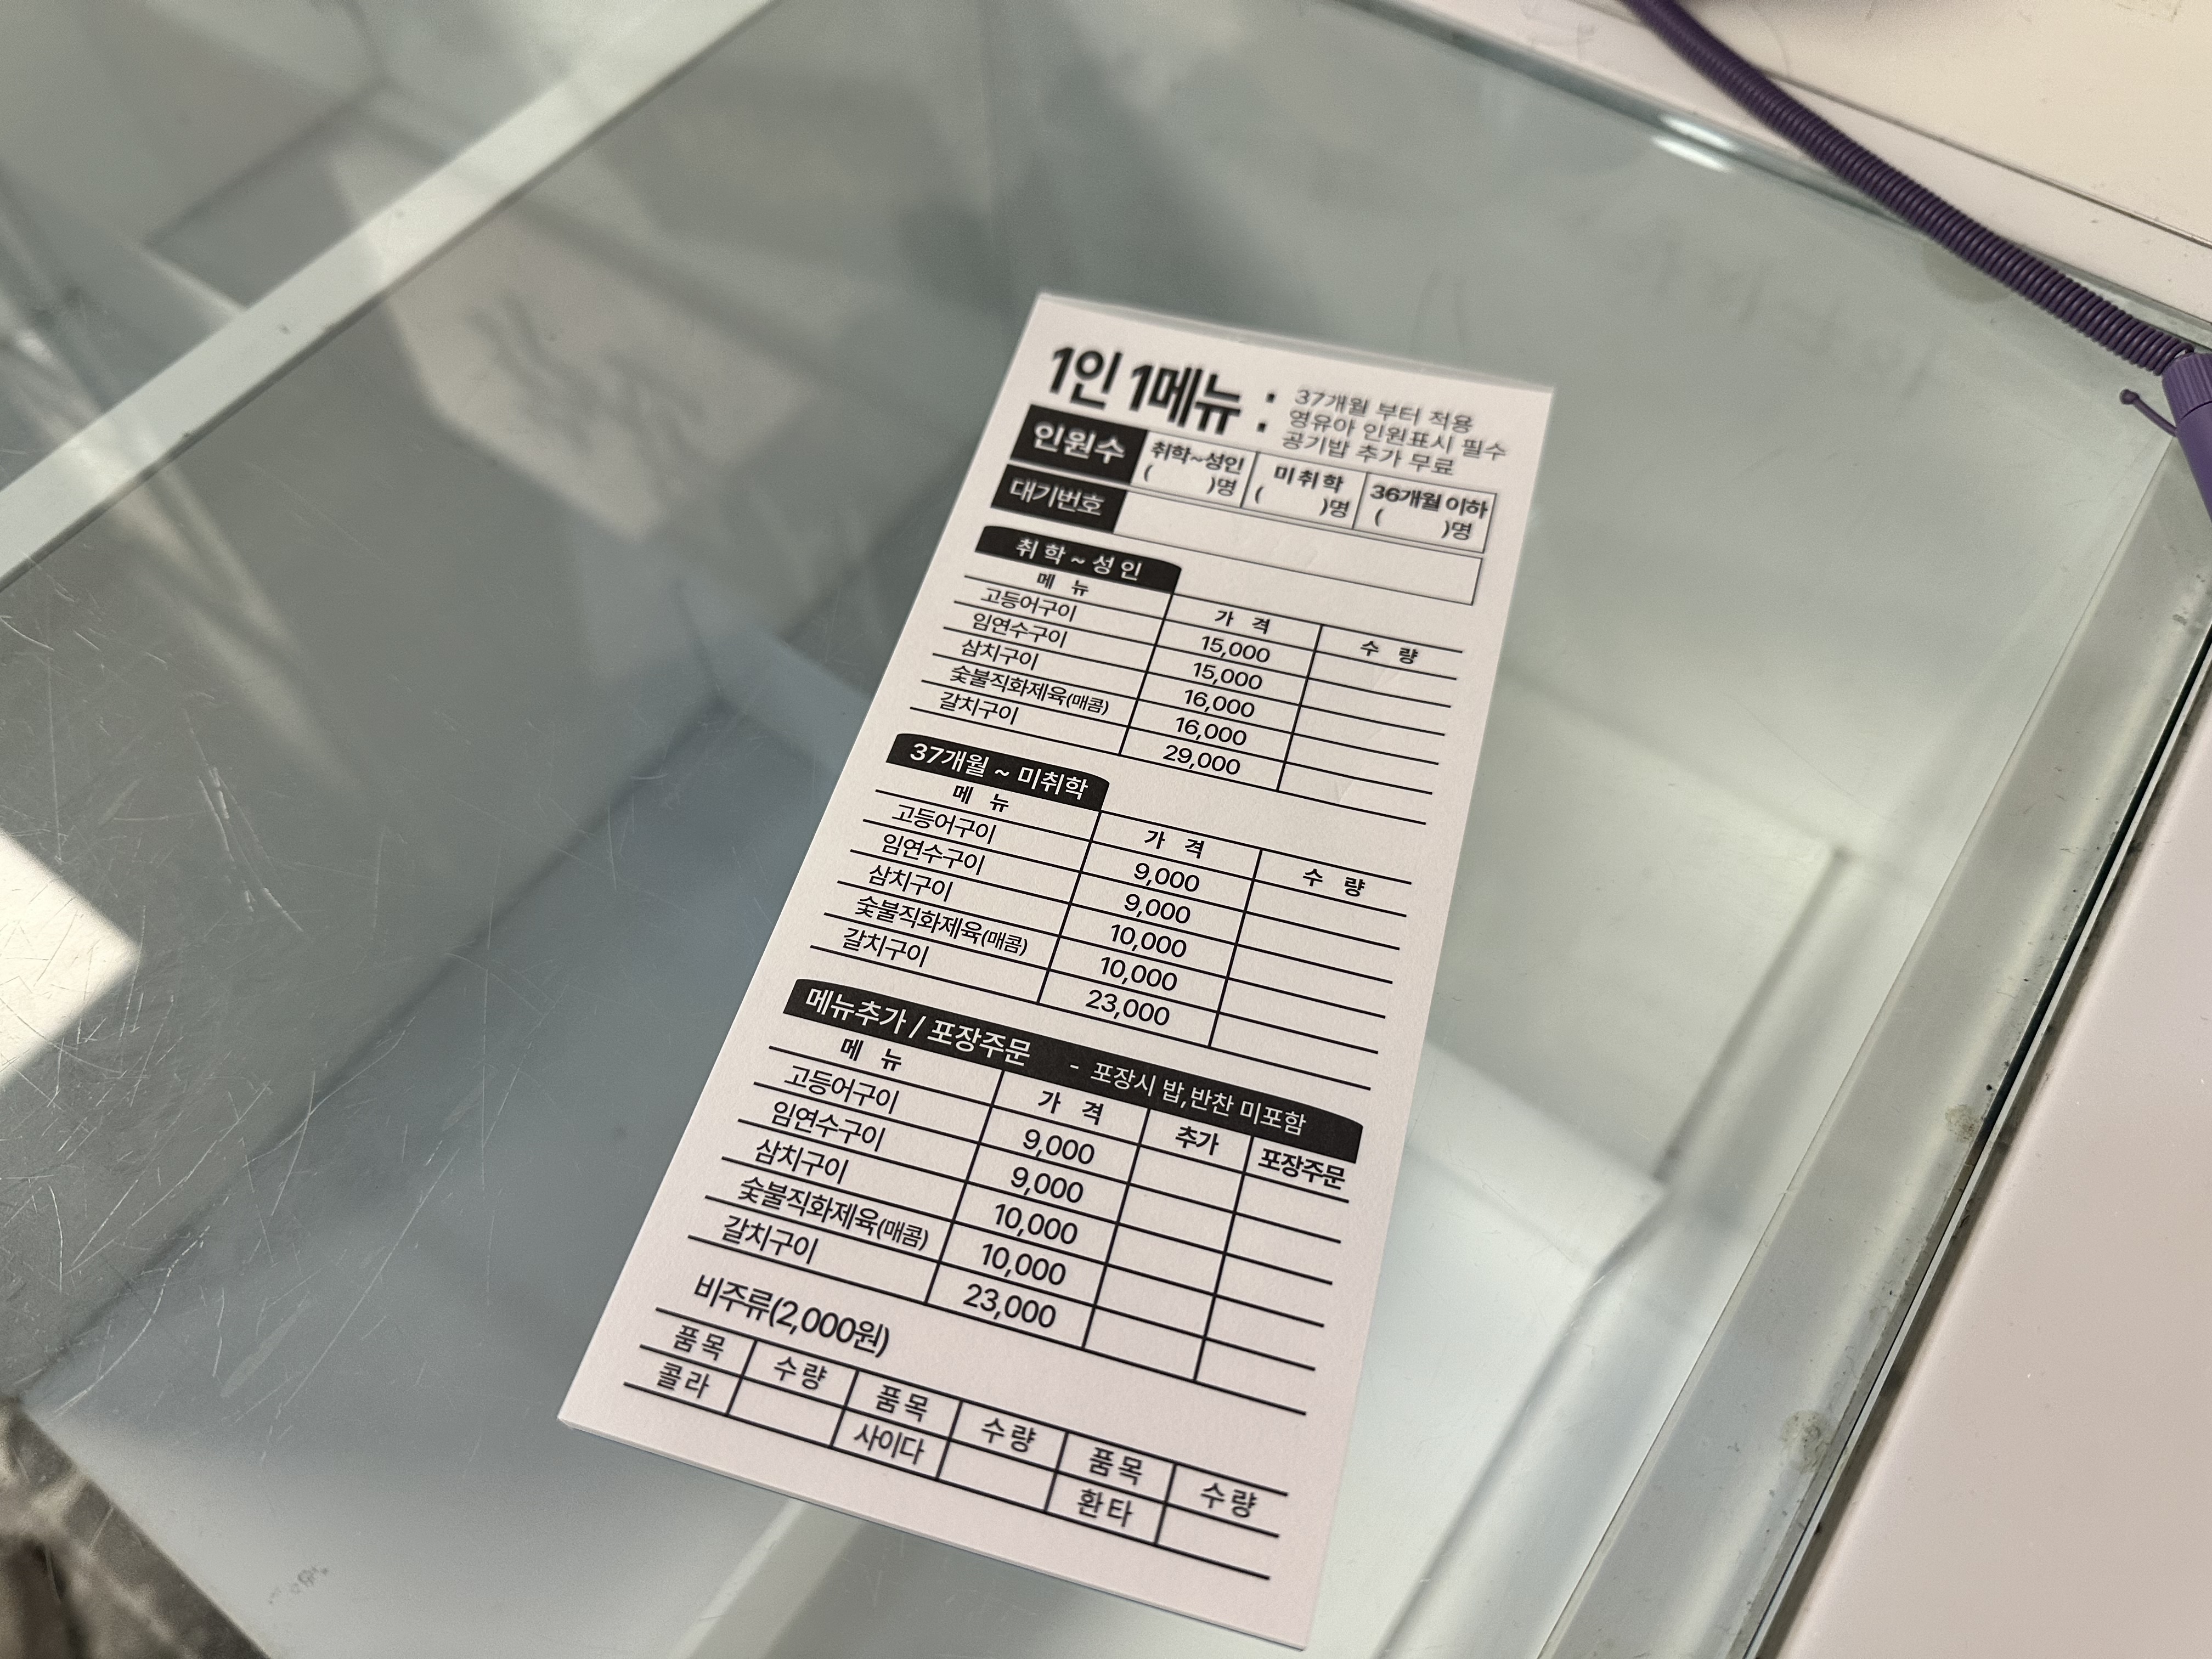 1인 1메뉴 : 37개월 부터 적용
영유아 인원표시 필수
공기밥 추가 무료
인원수 취학~성인 ( )명 미취학 ( )명 36개월 이하 ( )명
대기번호
취학~성인
메뉴 가격 수량
고등어구이 15,000
임연수구이 15,000
삼치구이 16,000
숯불직화제육(매콤) 16,000
갈치구이 29,000
37개월 ~ 미취학
메뉴 가격 수량
고등어구이 9,000
임연수구이 9,000
삼치구이 10,000
숯불직화제육(매콤) 10,000
갈치구이 23,000
메뉴추가 / 포장주문 - 포장시 밥,반찬 미포함
메뉴 가격 추가 포장주문
고등어구이 9,000
임연수구이 9,000
삼치구이 10,000
숯불직화제육(매콤) 10,000
갈치구이 23,000
비주류(2,000원)
품목 수량 품목 수량 품목 수량
콜라 사이다 환타